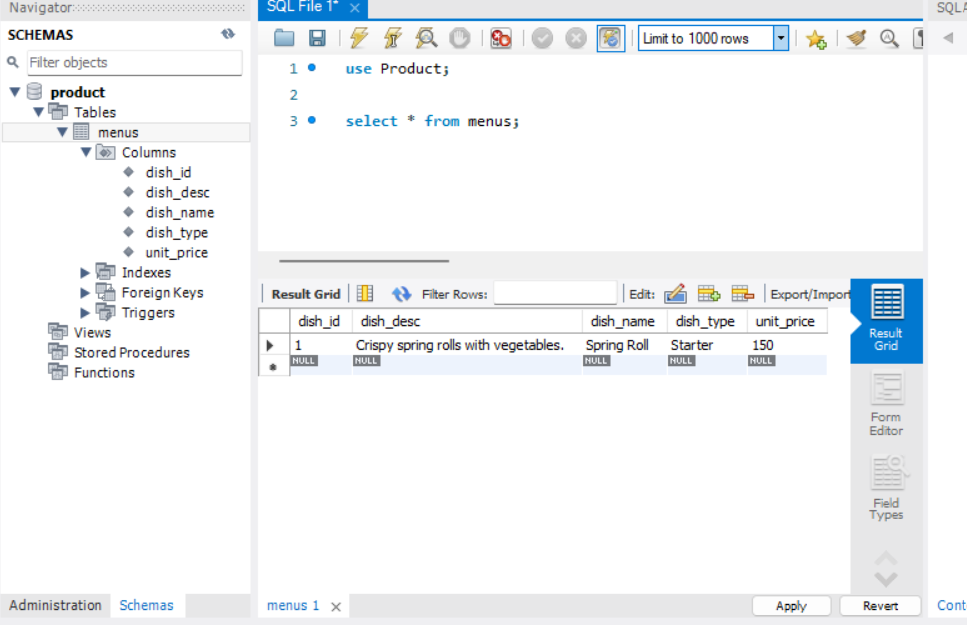 Navigator
SCHEMAS
Filter objects
product
Tables
menus
Columns
dish_id
dish_desc
dish_name
dish_type
unit_price
Indexes
Foreign Keys
Triggers
Views
Stored Procedures
Functions
Administration Schemas
SQL File 1*
Limit to 1000 rows
1 use Product;
2
3 select * from menus;
Result Grid Filter Rows: Edit: Export/Import
dish_id dish_desc dish_name dish_type unit_price
1 Crispy spring rolls with vegetables. Spring Roll Starter 150
NULL NULL NULL NULL NULL
Result
Grid
Form
Editor
Field
Types
menus 1 Apply Revert
SQLA
Cont